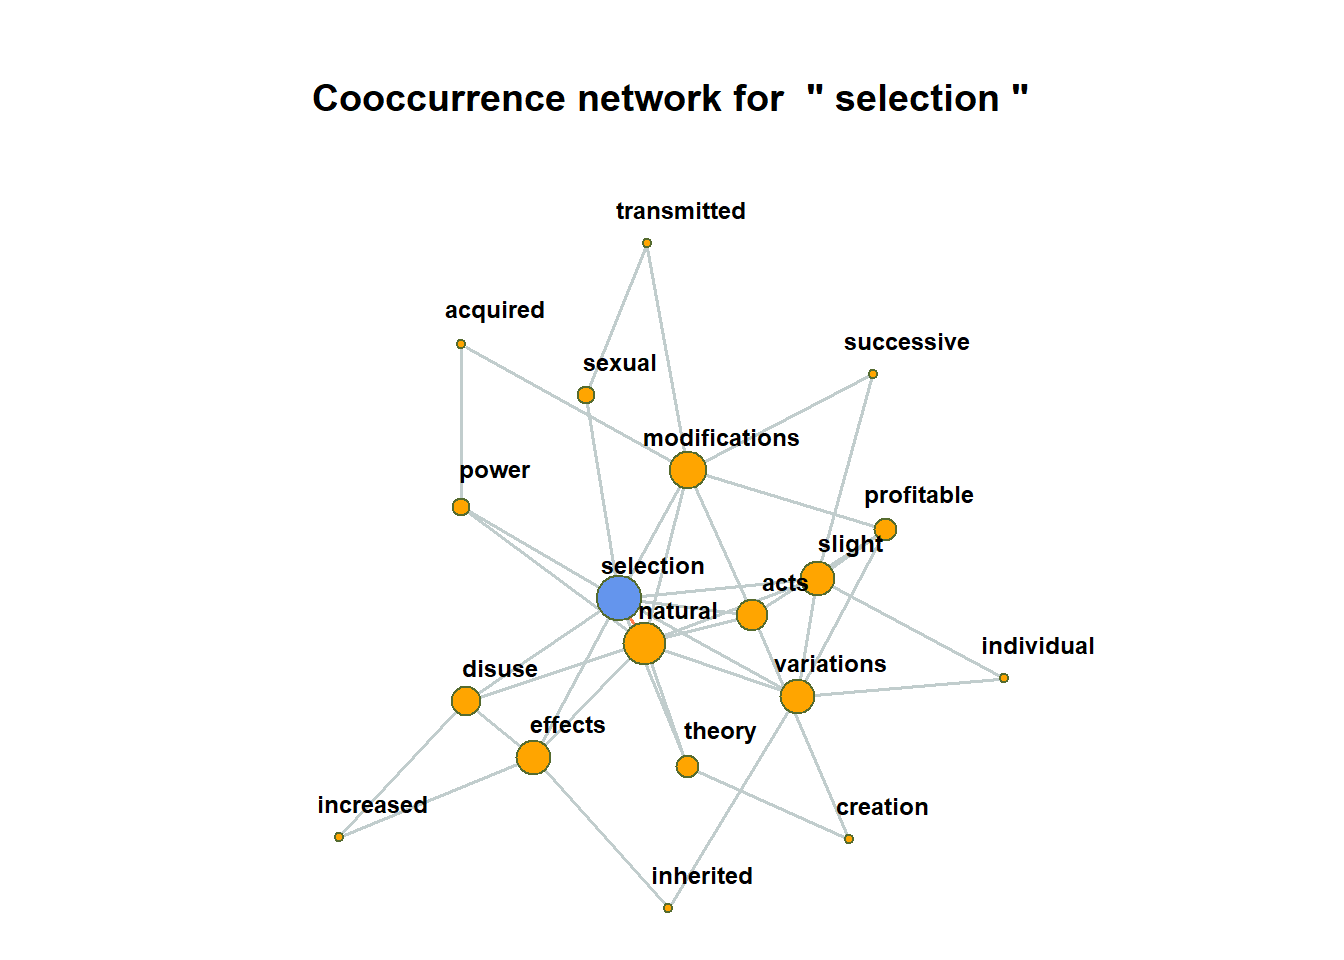 Cooccurrence network for " selection "
transmitted
acquired
successive
sexual
modifications
power
profitable
slight
selection
acts
natural
individual
variations
disuse
effects
theory
increased
creation
inherited